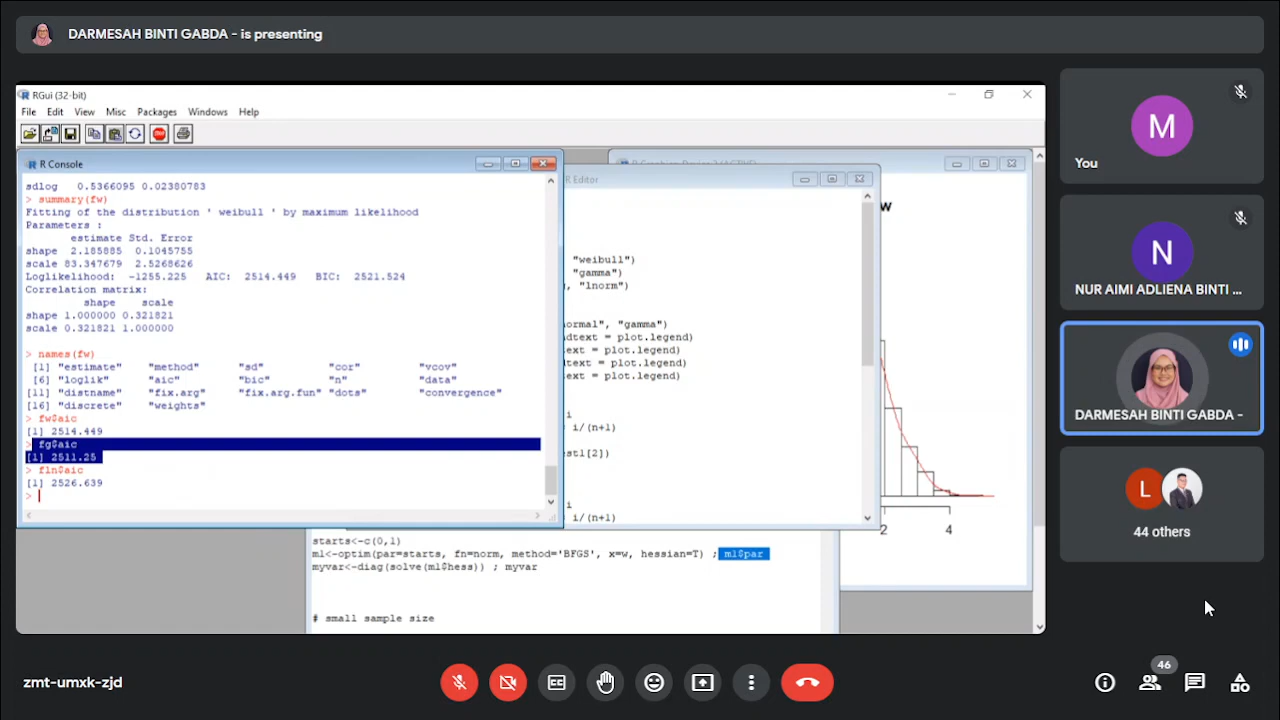 DARMESAH BINTI GABDA - is presenting
RGui (32-bit)
File Edit View Misc Packages Windows Help
R Console
sdlog 0.5366095 0.02380783
> summary(fw)
Fitting of the distribution ' weibull ' by maximum likelihood
Parameters :
estimate Std. Error
shape 2.185885 0.1045755
scale 83.347679 2.5268626
Loglikelihood: -1255.225 AIC: 2514.449 BIC: 2521.524
Correlation matrix:
shape scale
shape 1.000000 0.321821
scale 0.321821 1.000000
> names(fw)
[1] "estimate" "method" "sd" "cor" "vcov"
[6] "loglik" "aic" "bic" "n" "data"
[11] "distname" "fix.arg" "fix.arg.fun" "dots" "convergence"
[16] "discrete" "weights"
> fw$aic
[1] 2514.449
> fg$aic
[1] 2511.25
> fln$aic
[1] 2526.639
>
R Editor
"weibull")
"gamma")
, "lnorm")
ormal", "gamma")
dtext = plot.legend)
text = plot.legend)
dtext = plot.legend)
text = plot.legend)
i
i/(n+1)
est1[2])
i
i/(n+1)
w
2 4
starts<-c(0,1)
ml<-optim(par=starts, fn=norm, method='BFGS', x=w, hessian=T) ; ml$par
myvar<-diag(solve(ml$hess)) ; myvar
# small sample size
M
You
N
NUR AIMI ADLIENA BINTI ...
DARMESAH BINTI GABDA -
L
44 others
zmt-umxk-zjd
46